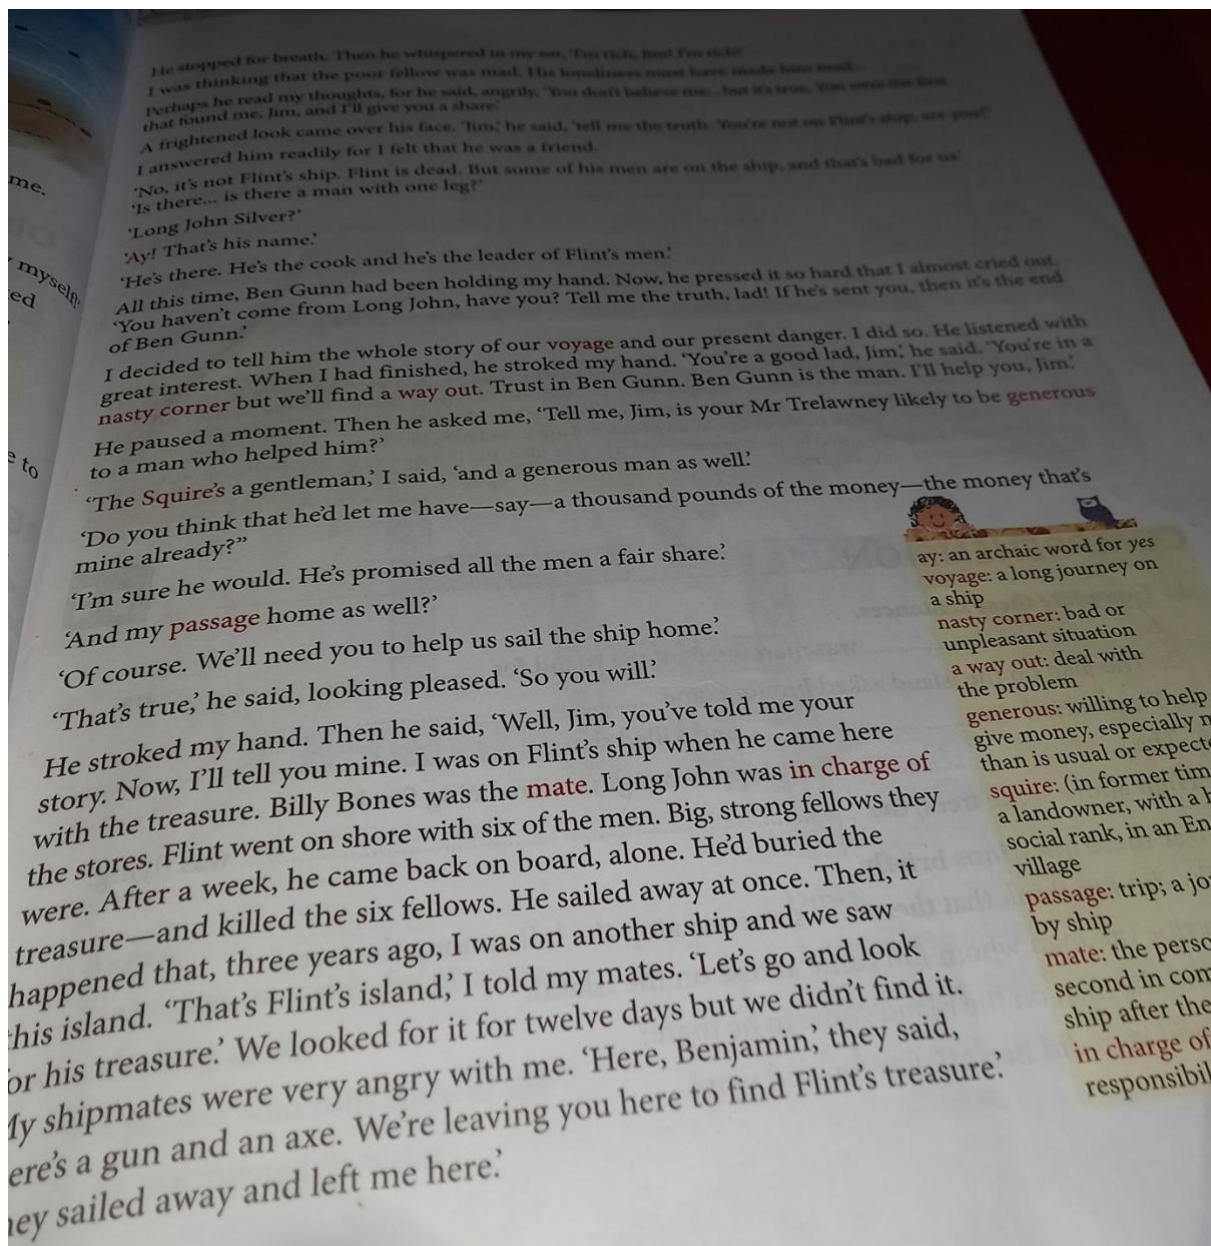 me.
myself;
ed
e to
He stopped for breath. Then he whispered in my ear, 'I'm rich, Jim! I'm rich!'
I was thinking that the poor fellow was mad. His loneliness must have made him mad.
Perhaps he read my thoughts, for he said, angrily, 'You don't believe me... but it's true. You were the first
that found me, Jim, and I'll give you a share.'
A frightened look came over his face. 'Jim,' he said, 'tell me the truth. You're not on Flint's ship, are you?'
I answered him readily for I felt that he was a friend.
'No, it's not Flint's ship. Flint is dead. But some of his men are on the ship, and that's bad for us.'
'Is there... is there a man with one leg?'
'Long John Silver?'
'Ay! That's his name.'
'He's there. He's the cook and he's the leader of Flint's men.'
All this time, Ben Gunn had been holding my hand. Now, he pressed it so hard that I almost cried out.
'You haven't come from Long John, have you? Tell me the truth, lad! If he's sent you, then it's the end
of Ben Gunn.'
I decided to tell him the whole story of our voyage and our present danger. I did so. He listened with
great interest. When I had finished, he stroked my hand. 'You're a good lad, Jim,' he said. 'You're in a
nasty corner but we'll find a way out. Trust in Ben Gunn. Ben Gunn is the man. I'll help you, Jim.'
He paused a moment. Then he asked me, 'Tell me, Jim, is your Mr Trelawney likely to be generous
to a man who helped him?'
'The Squire's a gentleman,' I said, 'and a generous man as well.'
'Do you think that he'd let me have—say—a thousand pounds of the money—the money that's
mine already?"
'I'm sure he would. He's promised all the men a fair share.'
'And my passage home as well?'
'Of course. We'll need you to help us sail the ship home.'
'That's true,' he said, looking pleased. 'So you will.'
He stroked my hand. Then he said, 'Well, Jim, you've told me your
story. Now, I'll tell you mine. I was on Flint's ship when he came here
with the treasure. Billy Bones was the mate. Long John was in charge of
the stores. Flint went on shore with six of the men. Big, strong fellows they
were. After a week, he came back on board, alone. He'd buried the
treasure—and killed the six fellows. He sailed away at once. Then, it
happened that, three years ago, I was on another ship and we saw
this island. 'That's Flint's island,' I told my mates. 'Let's go and look
or his treasure.' We looked for it for twelve days but we didn't find it.
My shipmates were very angry with me. 'Here, Benjamin,' they said,
ere's a gun and an axe. We're leaving you here to find Flint's treasure.'
hey sailed away and left me here.'
ay: an archaic word for yes
voyage: a long journey on
a ship
nasty corner: bad or
unpleasant situation
a way out: deal with
the problem
generous: willing to help
give money, especially m
than is usual or expecte
squire: (in former tim
a landowner, with a h
social rank, in an En
village
passage: trip; a jo
by ship
mate: the perso
second in com
ship after the
in charge of
responsibil